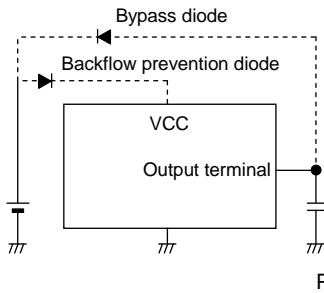 Bypass diode
Backflow prevention diode
VCC
Output terminal